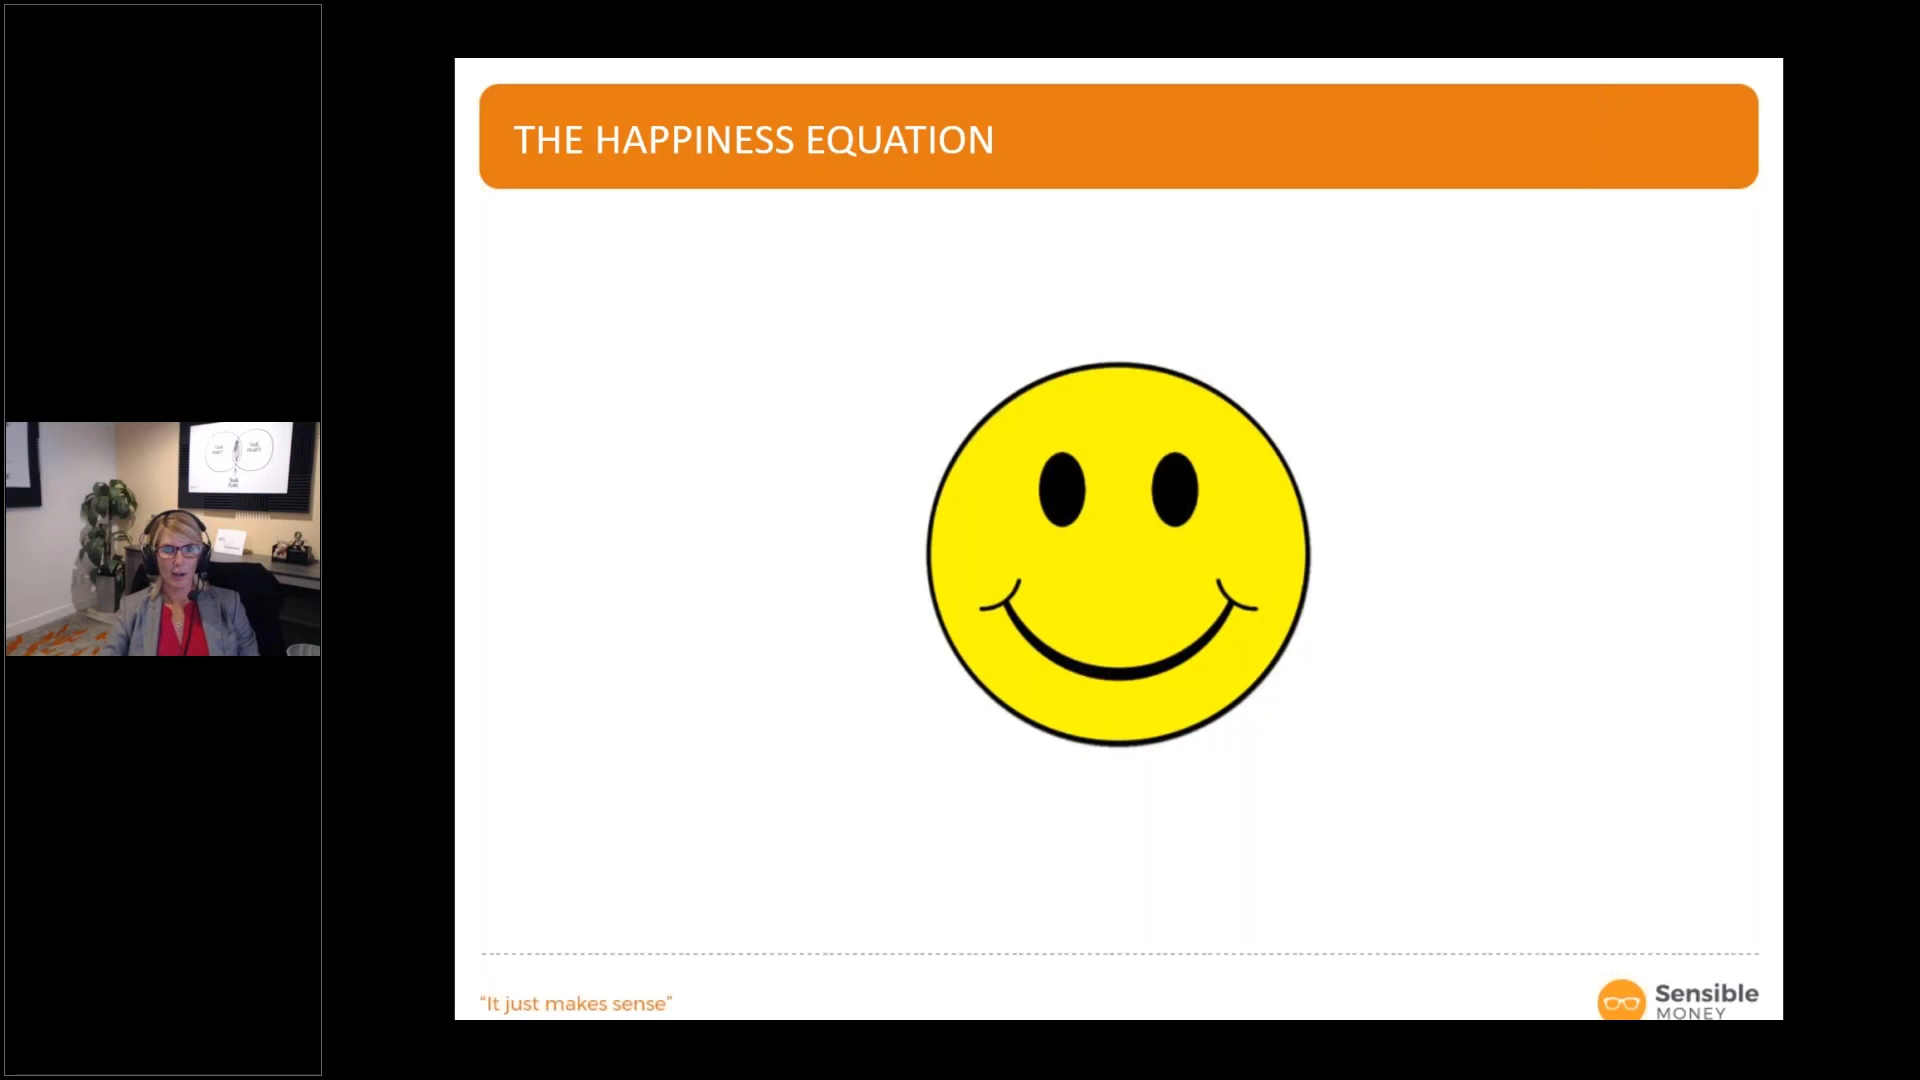 THE HAPPINESS EQUATION
“It just makes sense”
Sensible
MONEY